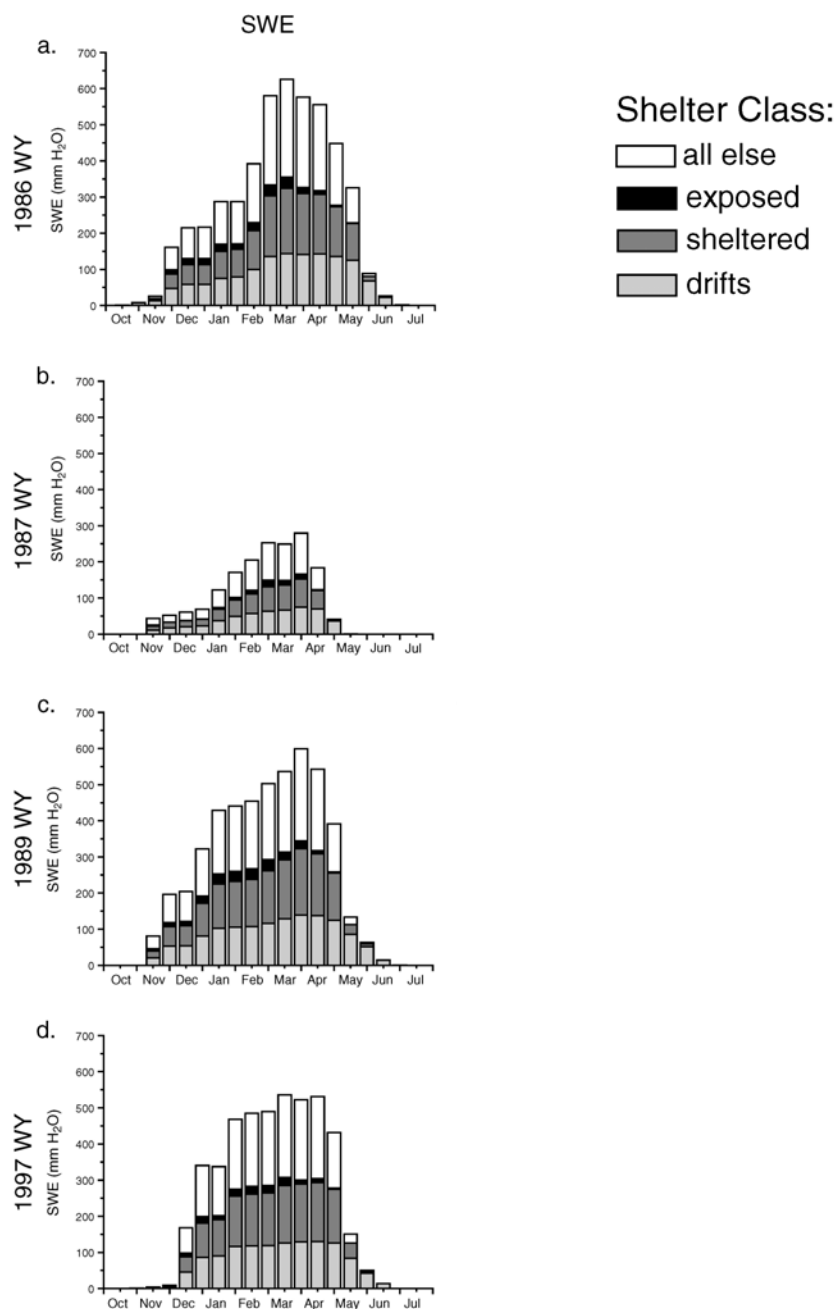 SWE
a.
1986 WY
SWE (mm H₂O)
700
600
500
400
300
200
100
0
Oct Nov Dec Jan Feb Mar Apr May Jun Jul
Shelter Class:
all else
exposed
sheltered
drifts
b.
1987 WY
SWE (mm H₂O)
700
600
500
400
300
200
100
0
Oct Nov Dec Jan Feb Mar Apr May Jun Jul
c.
1989 WY
SWE (mm H₂O)
700
600
500
400
300
200
100
0
Oct Nov Dec Jan Feb Mar Apr May Jun Jul
d.
1997 WY
SWE (mm H₂O)
700
600
500
400
300
200
100
0
Oct Nov Dec Jan Feb Mar Apr May Jun Jul